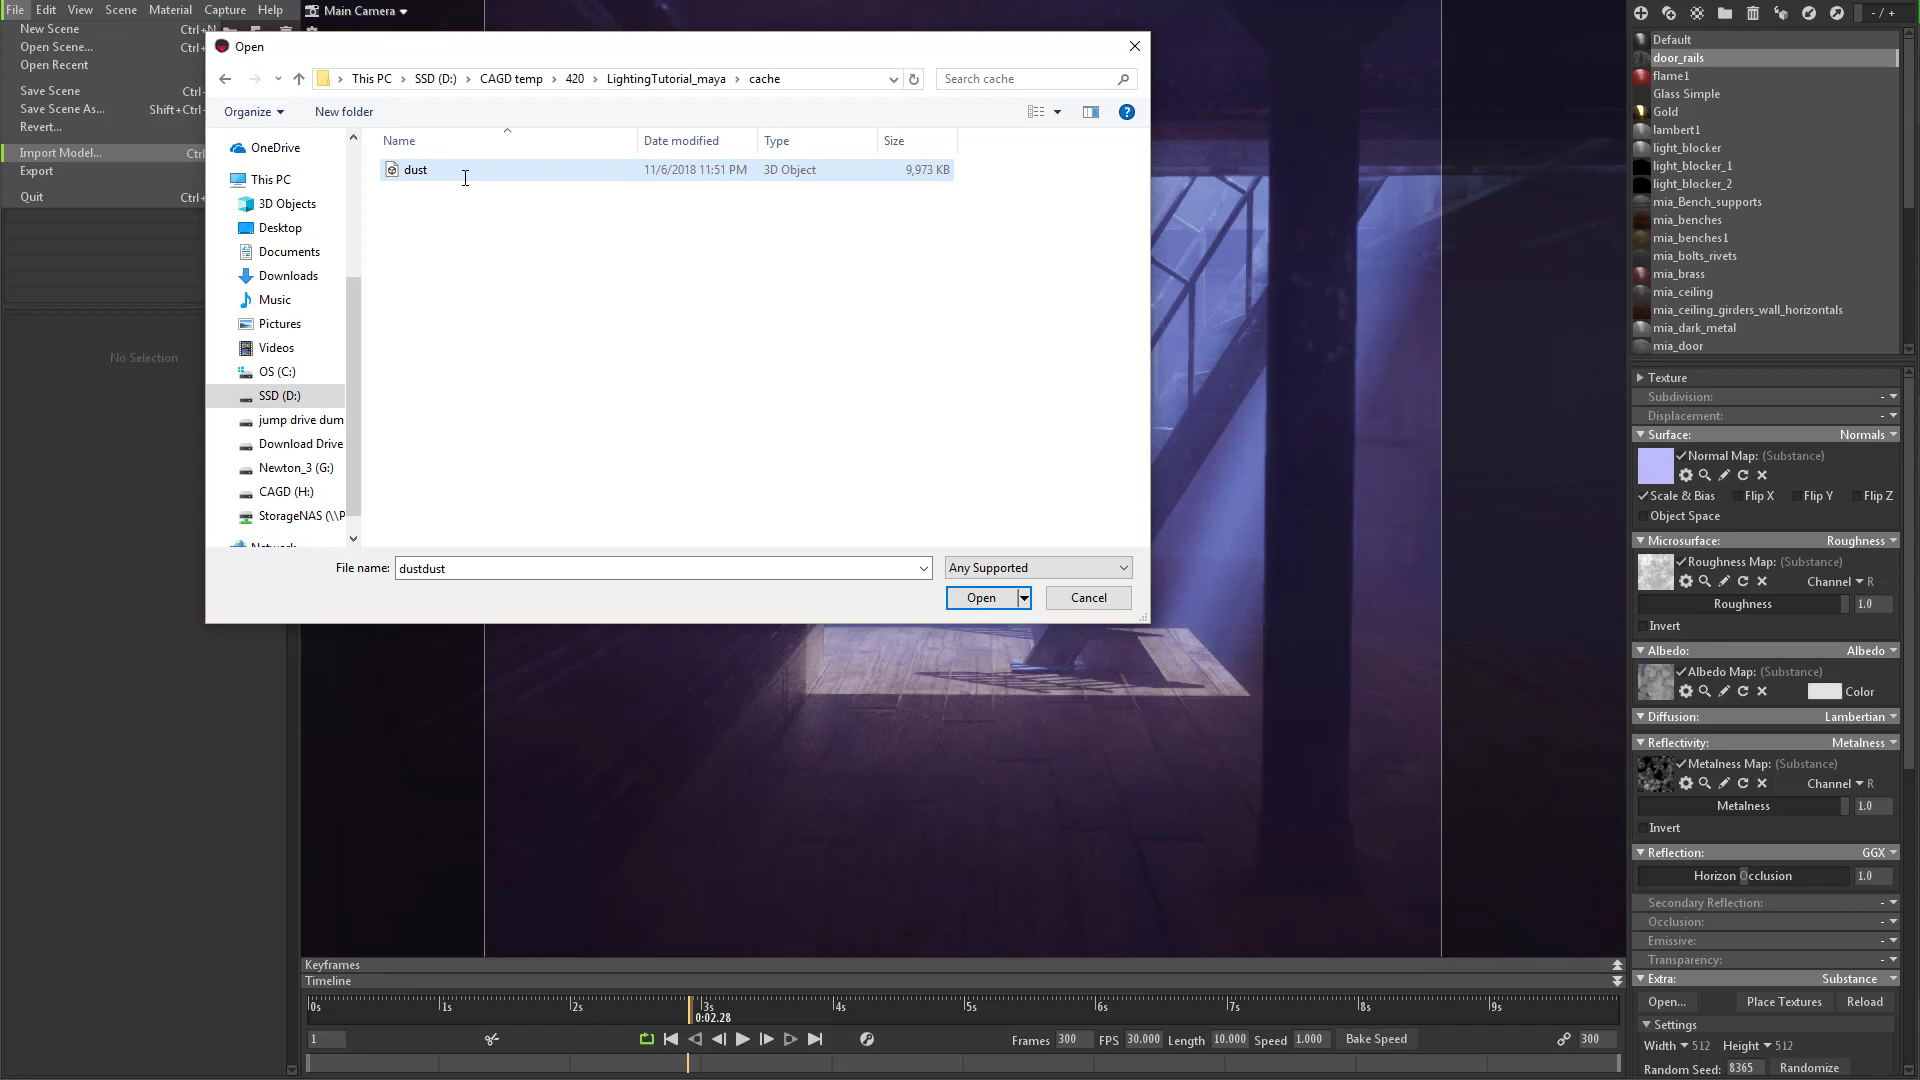 File Edit View Scene Material Capture Help
Main Camera
- / +
New Scene Ctrl+N
Open Scene... Ctrl+
Open Recent
Save Scene Ctrl-
Save Scene As... Shift+Ctrl-
Revert...
Import Model... Ctrl
Export
Quit Ctrl+
No Selection
Open
This PC > SSD (D:) > CAGD temp > 420 > LightingTutorial_maya > cache
Search cache
Organize New folder
Name Date modified Type Size
dust 11/6/2018 11:51 PM 3D Object 9,973 KB
OneDrive
This PC
3D Objects
Desktop
Documents
Downloads
Music
Pictures
Videos
OS (C:)
SSD (D:)
jump drive dum
Download Drive
Newton_3 (G:)
CAGD (H:)
StorageNAS (\\P
File name: dustdust
Any Supported
Open Cancel
Default
door_rails
flame1
Glass Simple
Gold
lambert1
light_blocker
light_blocker_1
light_blocker_2
mia_Bench_supports
mia_benches
mia_benches1
mia_bolts_rivets
mia_brass
mia_ceiling
mia_ceiling_girders_wall_horizontals
mia_dark_metal
mia_door
Texture
Subdivision: -
Displacement: -
Surface: Normals
Normal Map: (Substance)
Scale & Bias Flip X Flip Y Flip Z
Object Space
Microsurface: Roughness
Roughness Map: (Substance)
Channel R
Roughness 1.0
Invert
Albedo: Albedo
Albedo Map: (Substance)
Color
Diffusion: Lambertian
Reflectivity: Metalness
Metalness Map: (Substance)
Channel R
Metalness 1.0
Invert
Reflection: GGX
Horizon Occlusion 1.0
Secondary Reflection: -
Occlusion: -
Emissive: -
Transparency: -
Extra: Substance
Open... Place Textures Reload
Settings
Width 512 Height 512
Random Seed: 8365 Randomize
Keyframes
Timeline
0s 1s 2s 3s 4s 5s 6s 7s 8s 9s
0:02.28
1
Frames 300 FPS 30.000 Length 10.000 Speed 1.000 Bake Speed 300